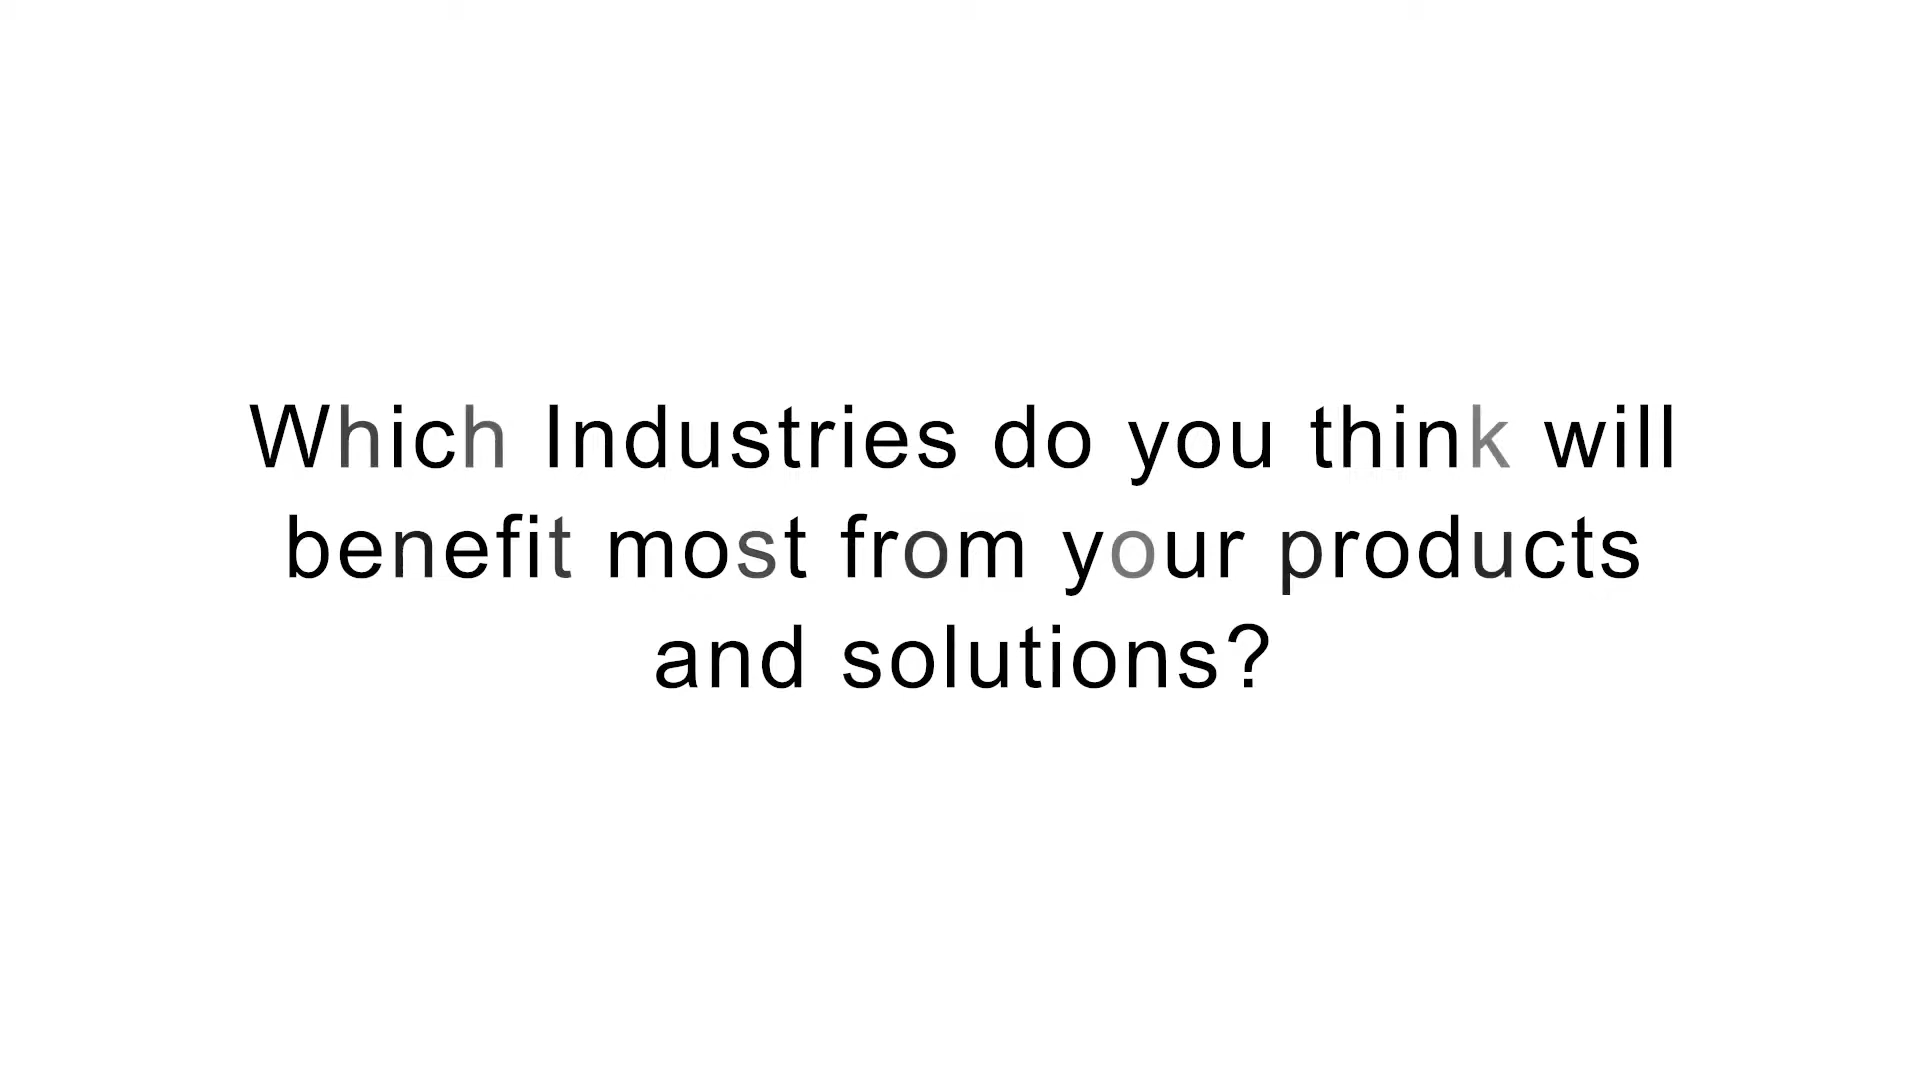 Which Industries do you think will
benefit most from your products
and solutions?